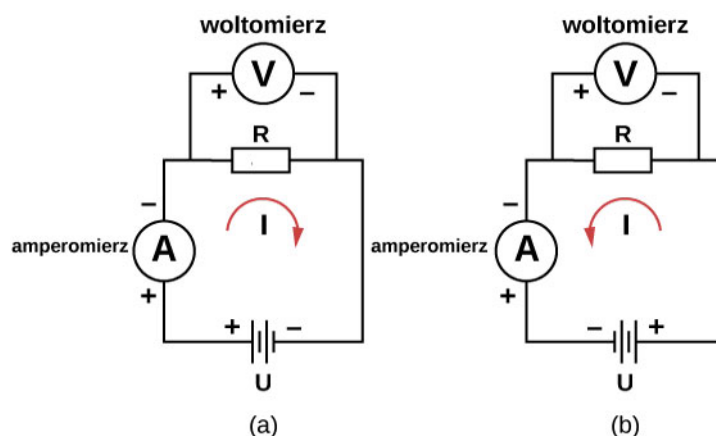 woltomierz
V
+ −
R
−
I
amperomierz
A
+
+ −
U
(a)
woltomierz
V
+ −
R
−
I
amperomierz
A
+
− +
U
(b)